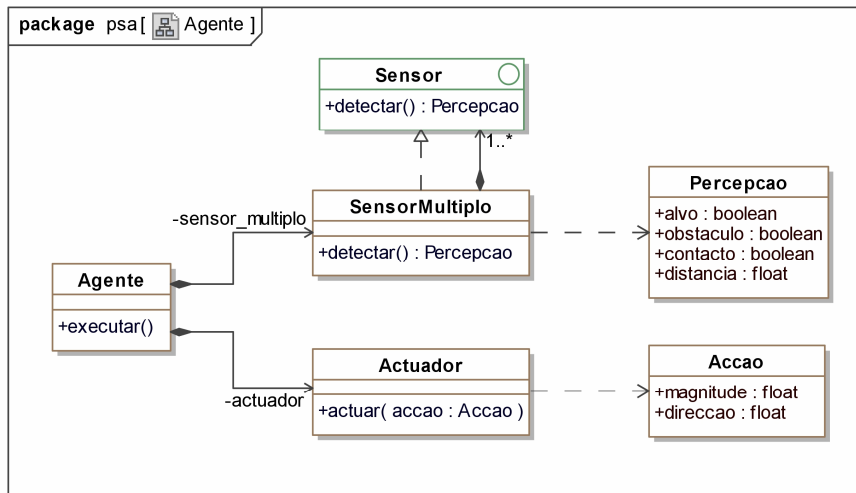 package psa[ Agente ]
Sensor
+detectar() : Percepcao
1..*
SensorMultiplo
+detectar() : Percepcao
-sensor_multiplo
Percepcao
+alvo : boolean
+obstaculo : boolean
+contacto : boolean
+distancia : float
Agente
+executar()
Actuador
+actuar( accao : Accao )
-actuador
Accao
+magnitude : float
+direccao : float